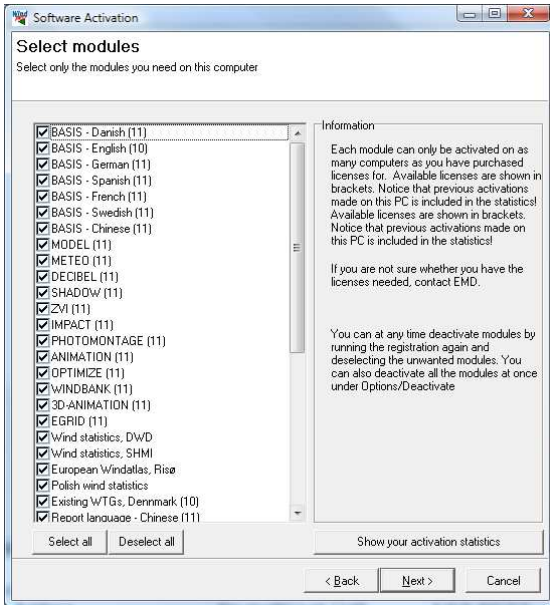 Software Activation
Select modules
Select only the modules you need on this computer
BASIS - Danish (11)
BASIS - English (10)
BASIS - German (11)
BASIS - Spanish (11)
BASIS - French (11)
BASIS - Swedish (11)
BASIS - Chinese (11)
MODEL (11)
METEO (11)
DECIBEL (11)
SHADOW (11)
ZVI (11)
IMPACT (11)
PHOTOMONTAGE (11)
ANIMATION (11)
OPTIMIZE (11)
WINDBANK (11)
3D-ANIMATION (11)
EGRID (11)
Wind statistics, DWD
Wind statistics, SHMI
European Windatlas, Risø
Polish wind statistics
Existing WTGs, Dennmark (10)
Report language - Chinese (11)
Select all
Deselect all
Information
Each module can only be activated on as
many computers as you have purchased
licenses for. Available licenses are shown in
brackets. Notice that previous activations
made on this PC is included in the statistics!
Available licenses are shown in brackets.
Notice that previous activations made on
this PC is included in the statistics!
If you are not sure whether you have the
licenses needed, contact EMD.
You can at any time deactivate modules by
running the registration again and
deselecting the unwanted modules. You
can also deactivate all the modules at once
under Options/Deactivate
Show your activation statistics
< Back
Next >
Cancel